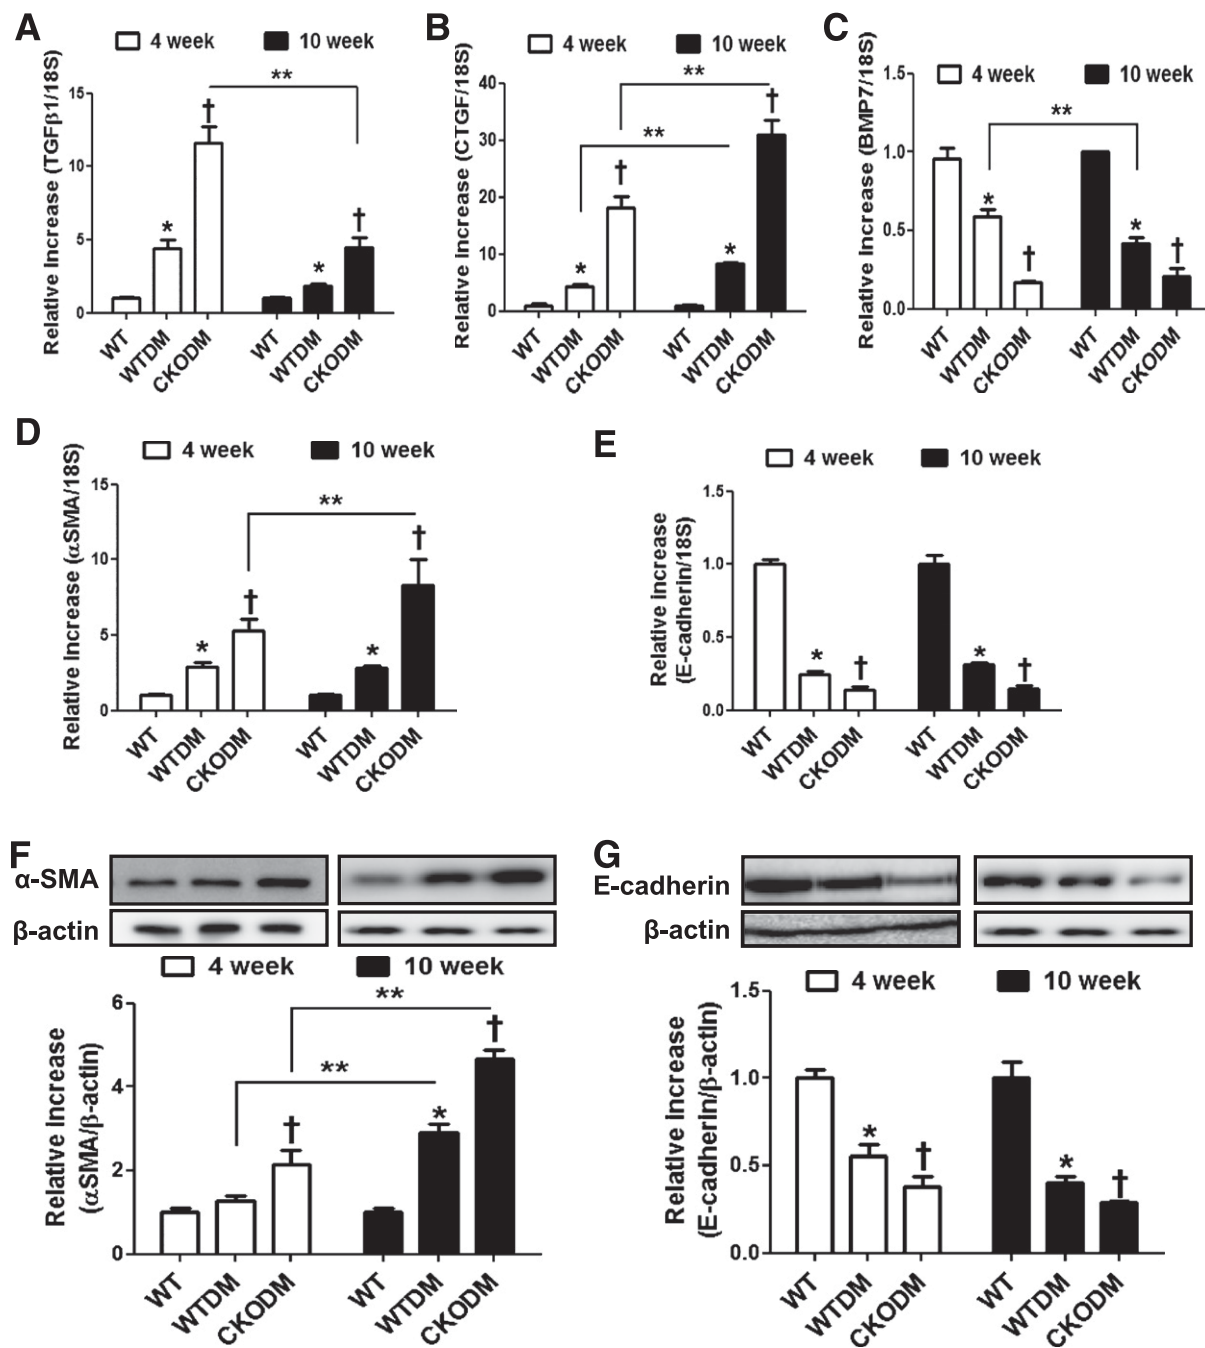 A
4 week 10 week
Relative Increase (TGFβ1/18S)
15
10
5
0
**
†
*
*
†
WT WTDM CKODM WT WTDM CKODM
B
4 week 10 week
Relative Increase (CTGF/18S)
40
30
20
10
0
**
**
*
†
*
†
WT WTDM CKODM WT WTDM CKODM
C
4 week 10 week
Relative Increase (BMP7/18S)
1.5
1.0
0.5
0.0
**
*
†
*
†
WT WTDM CKODM WT WTDM CKODM
D
4 week 10 week
Relative Increase (αSMA/18S)
15
10
5
0
**
*
†
*
†
WT WTDM CKODM WT WTDM CKODM
E
4 week 10 week
Relative increase
(E-cadherin/18S)
1.5
1.0
0.5
0.0
*
†
*
†
WT WTDM CKODM WT WTDM CKODM
F
α-SMA
β-actin
4 week 10 week
Relative Increase
(αSMA/β-actin)
6
4
2
0
**
**
†
*
†
WT WTDM CKODM WT WTDM CKODM
G
E-cadherin
β-actin
4 week 10 week
Relative Increase
(E-cadherin/β-actin)
1.5
1.0
0.5
0.0
*
†
*
†
WT WTDM CKODM WT WTDM CKODM